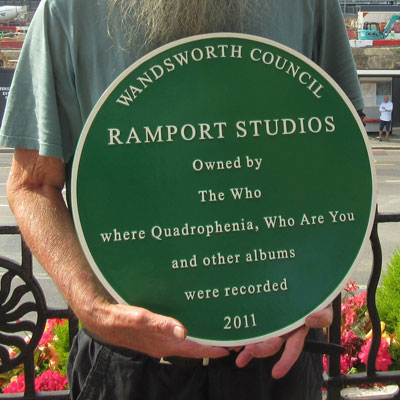 WANDSWORTH COUNCIL
RAMPORT STUDIOS
Owned by
The Who
where Quadrophenia, Who Are You
and other albums
were recorded
2011